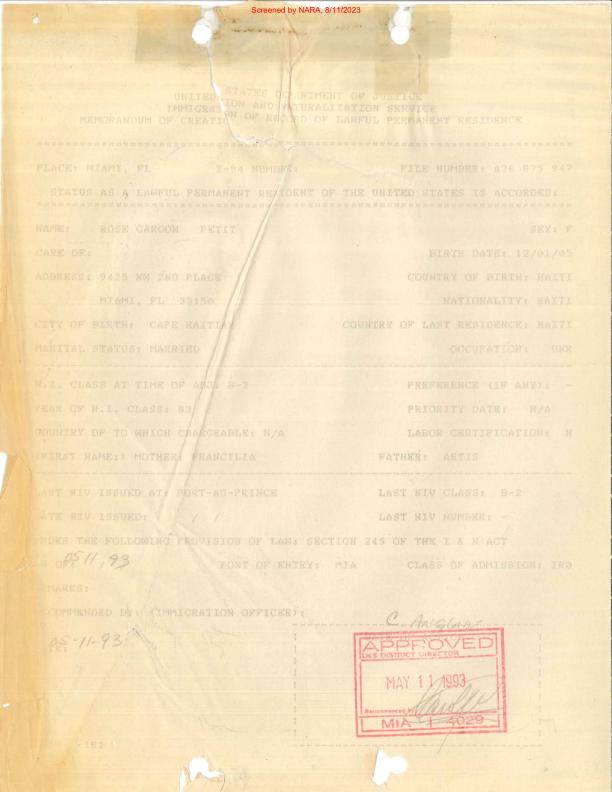 Screened by NARA, 8/11/2023
UNITED STATES DEPARTMENT OF JUSTICE
IMMIGRATION AND NATURALIZATION SERVICE
MEMORANDUM OF CREATION OF RECORD OF LAWFUL PERMANENT RESIDENCE
PLACE: MIAMI, FL I-94 NUMBER: FILE NUMBER: A26 875 947
STATUS AS A LAWFUL PERMANENT RESIDENT OF THE UNITED STATES IS ACCORDED:
NAME: ROSE GARCON PETIT SEX: F
CARE OF: BIRTH DATE: 12/01/05
ADDRESS: 9425 NW 2ND PLACE COUNTRY OF BIRTH: HAITI
MIAMI, FL 33150 NATIONALITY: HAITI
CITY OF BIRTH: CAPE HAITIAN COUNTRY OF LAST RESIDENCE: HAITI
MARITAL STATUS: MARRIED OCCUPATION: UNK
N.I. CLASS AT TIME OF ADJ: B-2 PREFERENCE (IF ANY): -
YEAR OF N.I. CLASS: 83 PRIORITY DATE: N/A
COUNTRY OF TO WHICH CHARGEABLE: N/A LABOR CERTIFICATION: N
(FIRST NAME:) MOTHER: FRANCILIA FATHER: ARTIS
LAST NIV ISSUED AT: PORT-AU-PRINCE LAST NIV CLASS: B-2
DATE NIV ISSUED: / / LAST NIV NUMBER: -
UNDER THE FOLLOWING PROVISION OF LAW: SECTION 245 OF THE I & N ACT
AS OF: 05 11, 93 PORT OF ENTRY: MIA CLASS OF ADMISSION: IR0
REMARKS:
RECOMMENDED BY: (IMMIGRATION OFFICER):
05-11-93
APPROVED
INS DISTRICT DIRECTOR
MAY 11 1993
Recommended by
MIA I 4029
-181